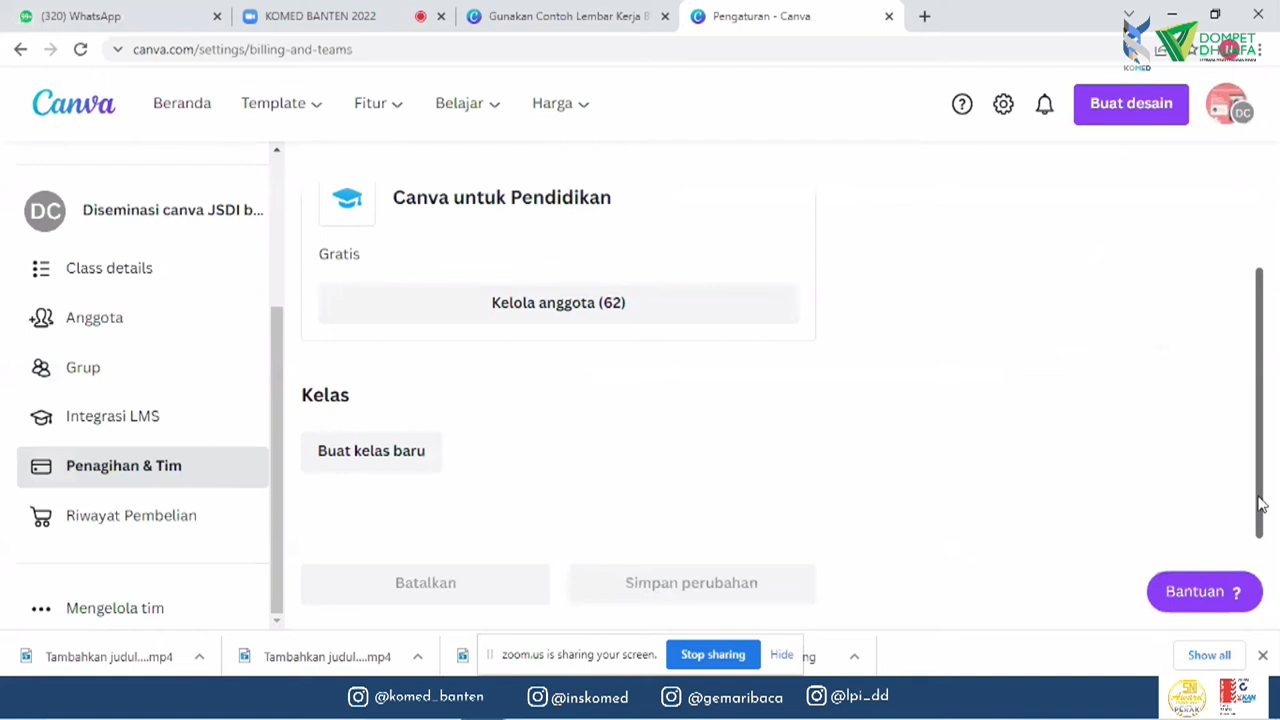 (320) WhatsApp
KOMED BANTEN 2022
Gunakan Contoh Lembar Kerja B
Pengaturan - Canva
canva.com/settings/billing-and-teams
KOMED
DOMPET
DHUAFA
Canva
Beranda
Template
Fitur
Belajar
Harga
Buat desain
DC
DC
Diseminasi canva JSDI b...
Class details
Anggota
Grup
Integrasi LMS
Penagihan & Tim
Riwayat Pembelian
Mengelola tim
Canva untuk Pendidikan
Gratis
Kelola anggota (62)
Kelas
Buat kelas baru
Batalkan
Simpan perubahan
Bantuan ?
Tambahkan judul....mp4
Tambahkan judul....mp4
zoom.us is sharing your screen.
Stop sharing
Hide
ng
Show all
@komed_banten
@inskomed
@gemaribaca
@lpi_dd